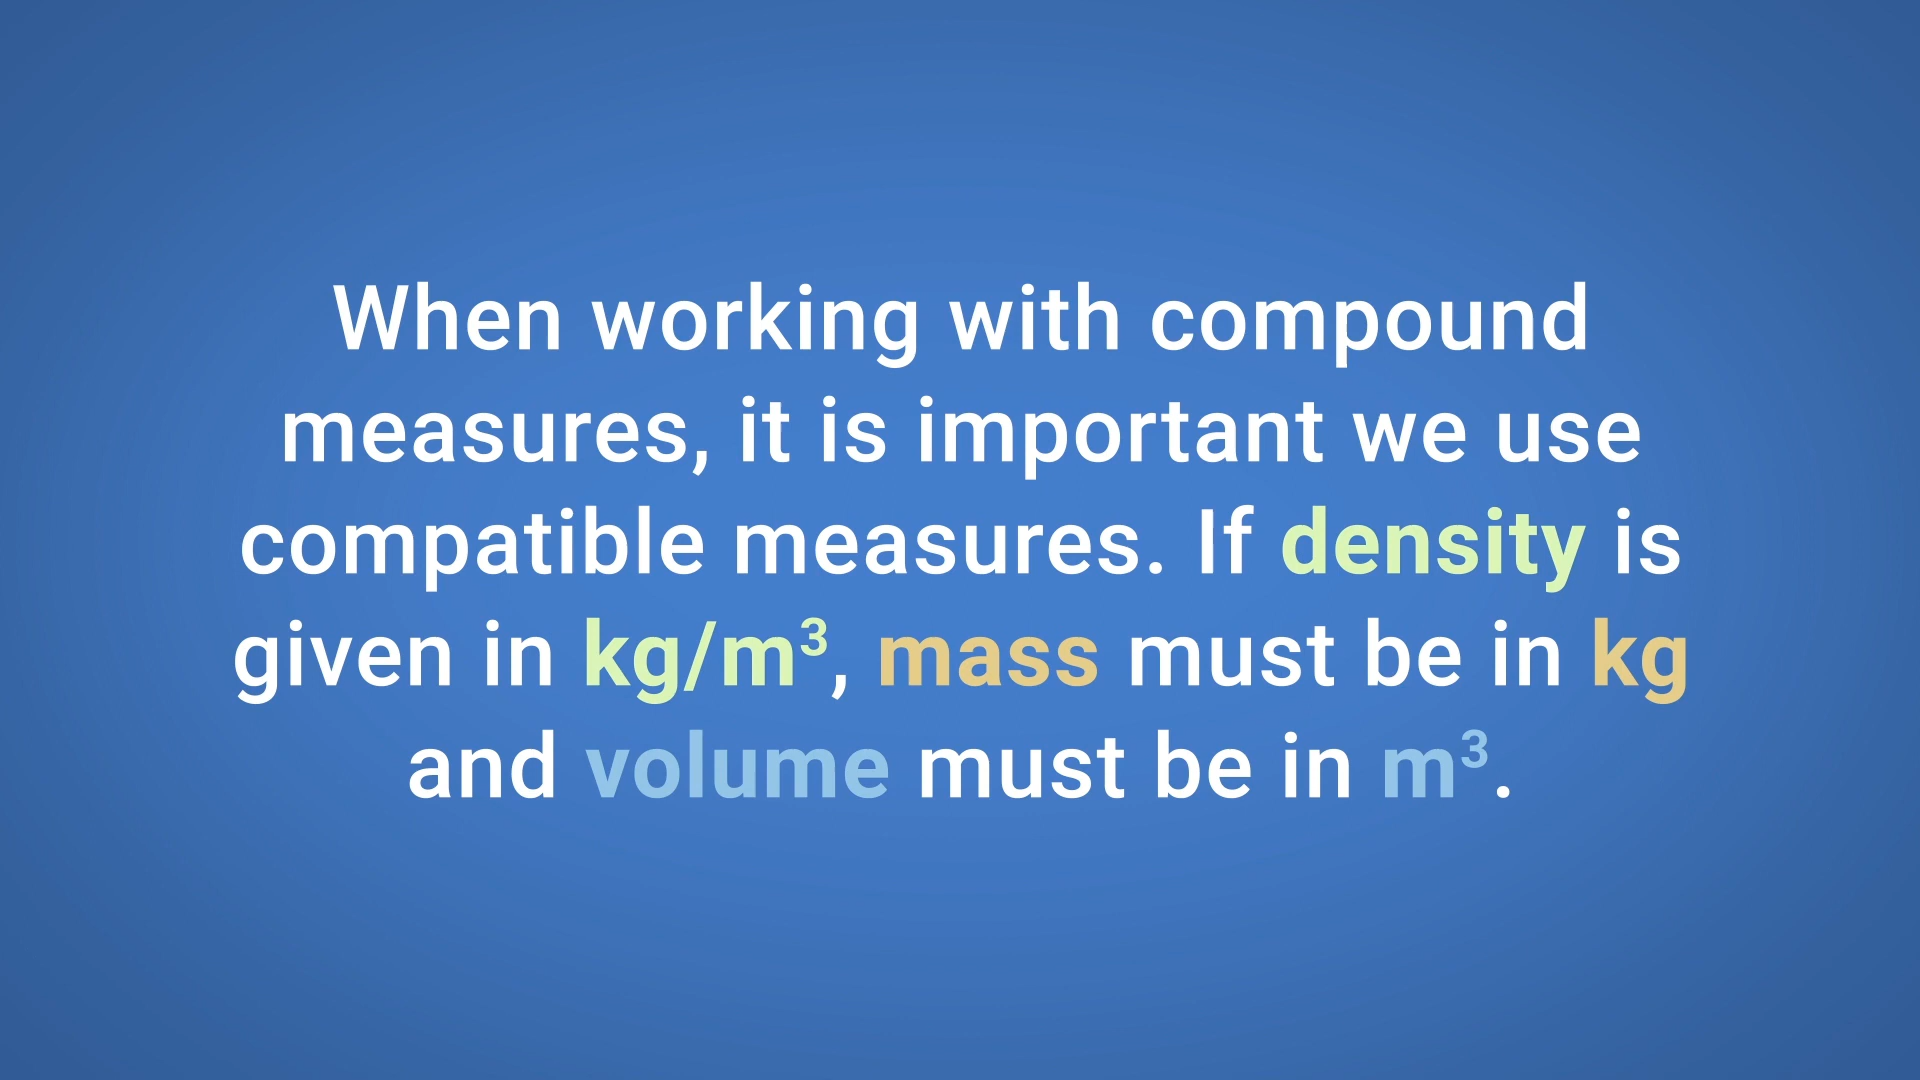 When working with compound
measures, it is important we use
compatible measures. If density is
given in kg/m³, mass must be in kg
and volume must be in m³.